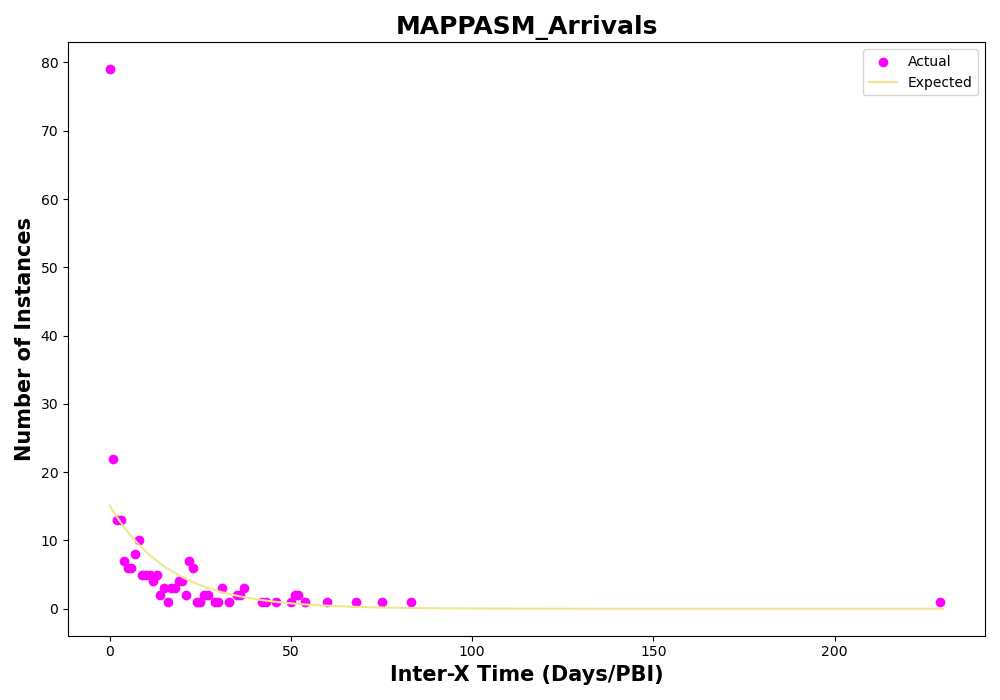 MAPPASM_Arrivals
Actual
Expected
80
70
60
50
40
30
20
10
0
Number of Instances
0
50
100
150
200
Inter-X Time (Days/PBI)